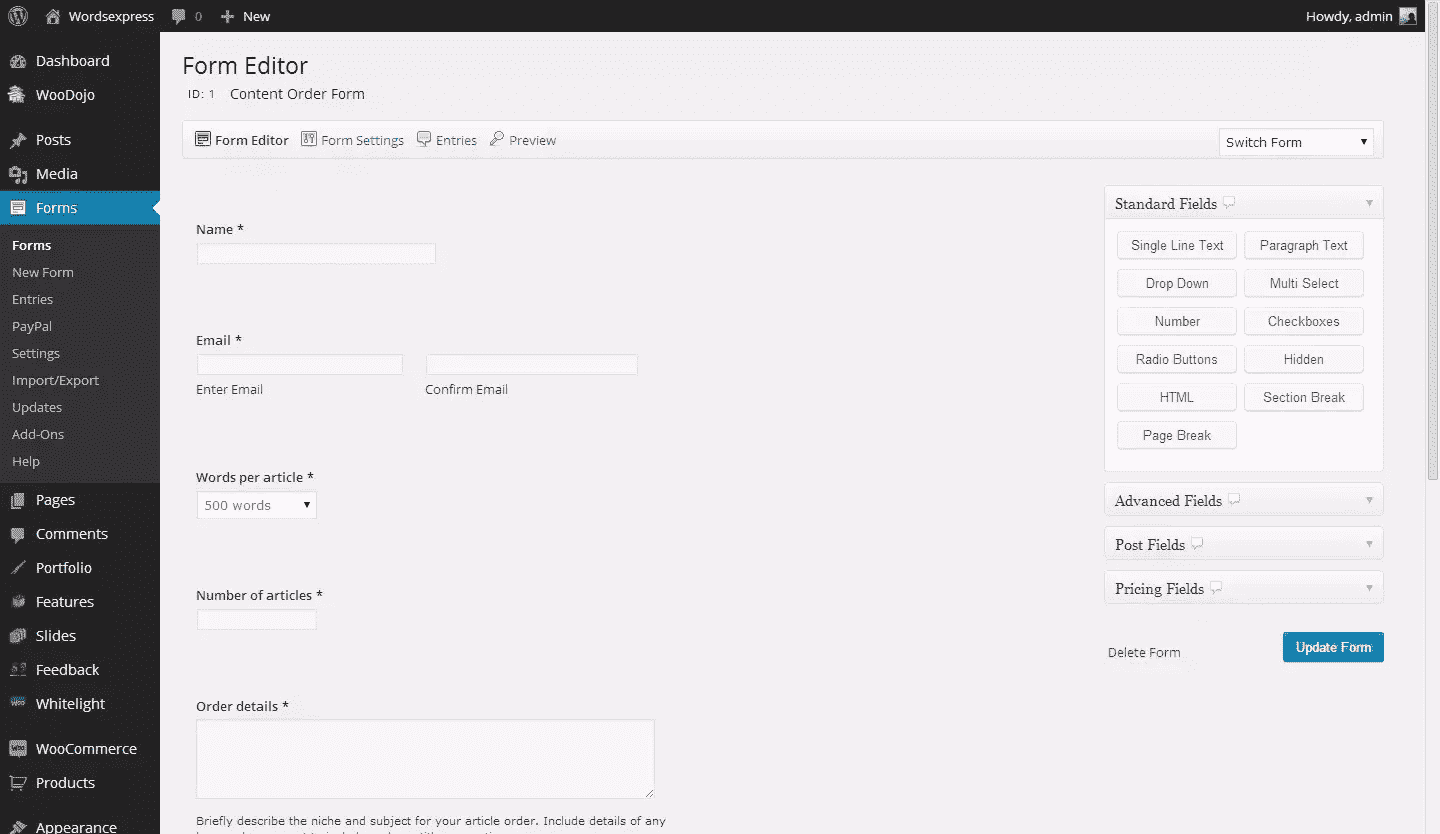 Wordsexpress 0 New Howdy, admin
Dashboard
WooDojo
Posts
Media
Forms
Forms
New Form
Entries
PayPal
Settings
Import/Export
Updates
Add-Ons
Help
Pages
Comments
Portfolio
Features
Slides
Feedback
Whitelight
WooCommerce
Products
Appearance
Form Editor
ID: 1 Content Order Form
Form Editor Form Settings Entries Preview Switch Form
Name *
Email *
Enter Email Confirm Email
Words per article *
500 words
Number of articles *
Order details *
Briefly describe the niche and subject for your article order. Include details of any
Standard Fields
Single Line Text Paragraph Text
Drop Down Multi Select
Number Checkboxes
Radio Buttons Hidden
HTML Section Break
Page Break
Advanced Fields
Post Fields
Pricing Fields
Delete Form Update Form